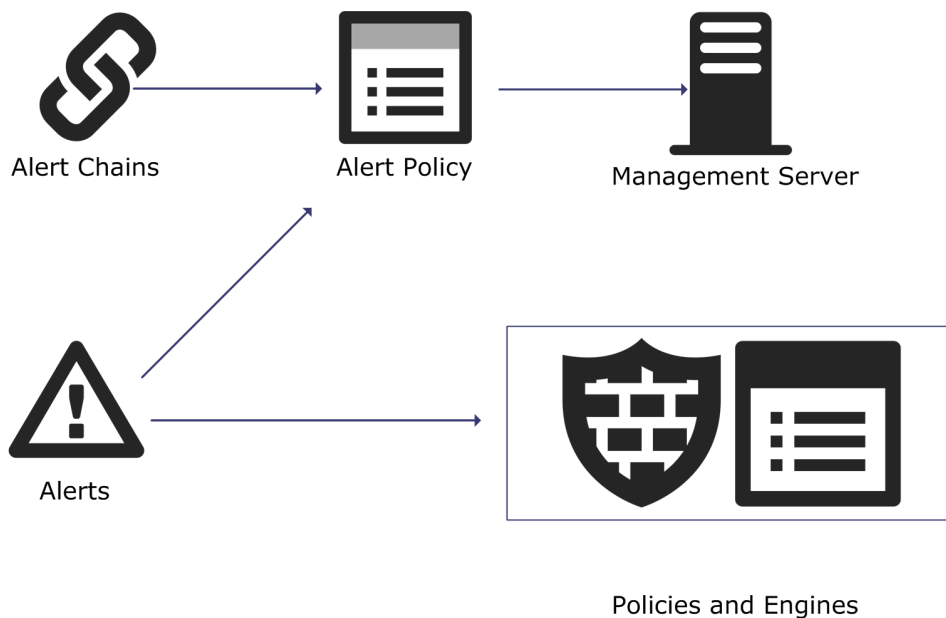 Alert Chains
Alert Policy
Management Server
Alerts
Policies and Engines